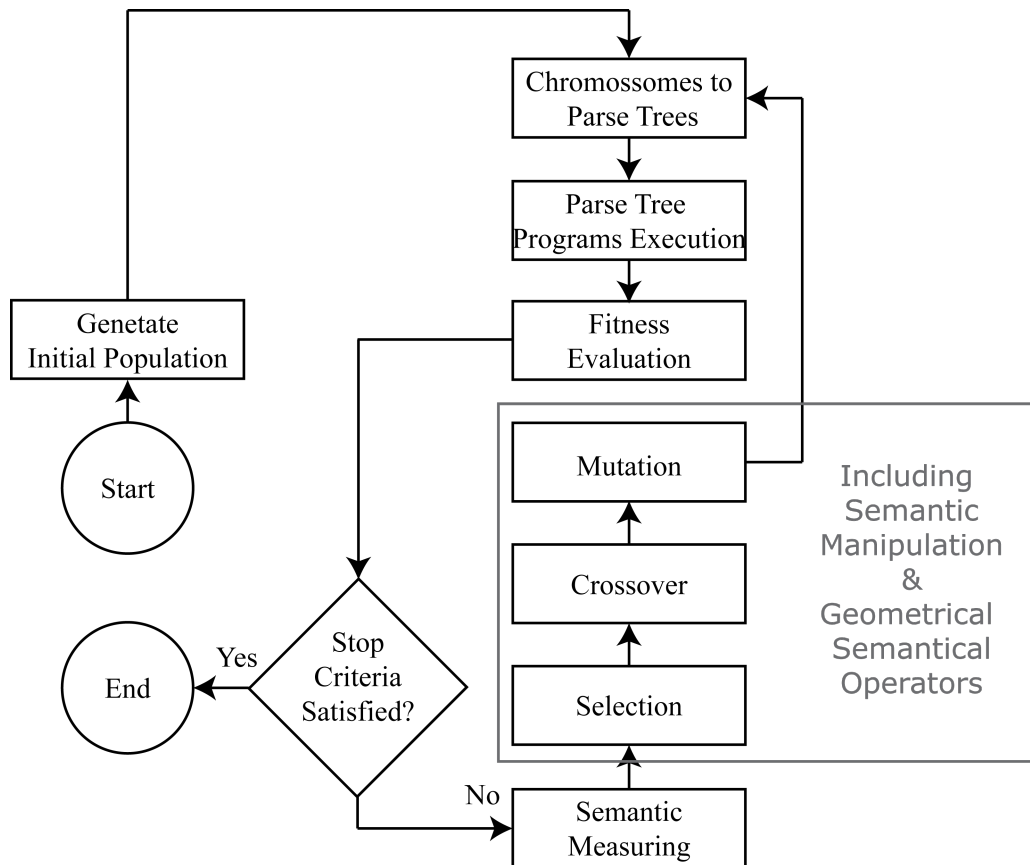 Chromossomes to
Parse Trees
Parse Tree
Programs Execution
Genetate
Initial Population
Fitness
Evaluation
Start
Mutation
Including
Semantic
Manipulation
&
Geometrical
Semantical
Operators
Crossover
Stop
Criteria
Satisfied?
Yes
End
Selection
No
Semantic
Measuring